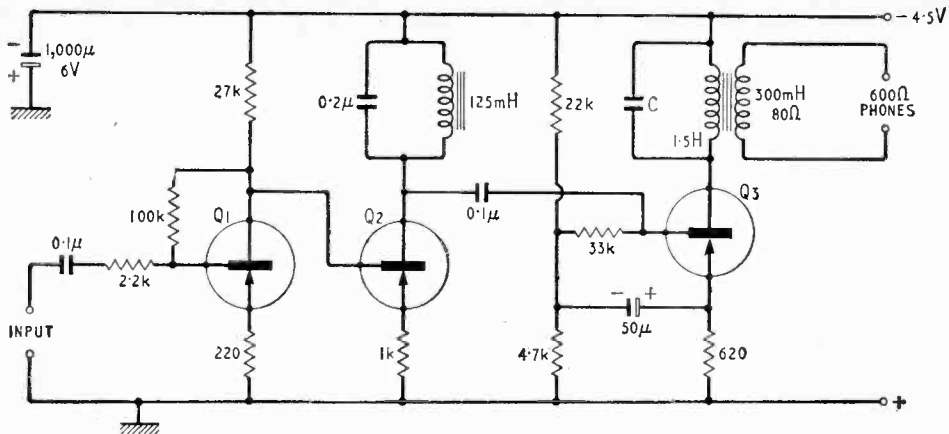 − 4·5V
−
+
1,000μ
6V
27k
0·2μ
125mH
22k
C
1·5H
300mH
80Ω
600Ω
PHONES
100k
Q1
Q2
Q3
0·1μ
2·2k
0·1μ
33k
INPUT
220
1k
4·7k
− +
50μ
620
+